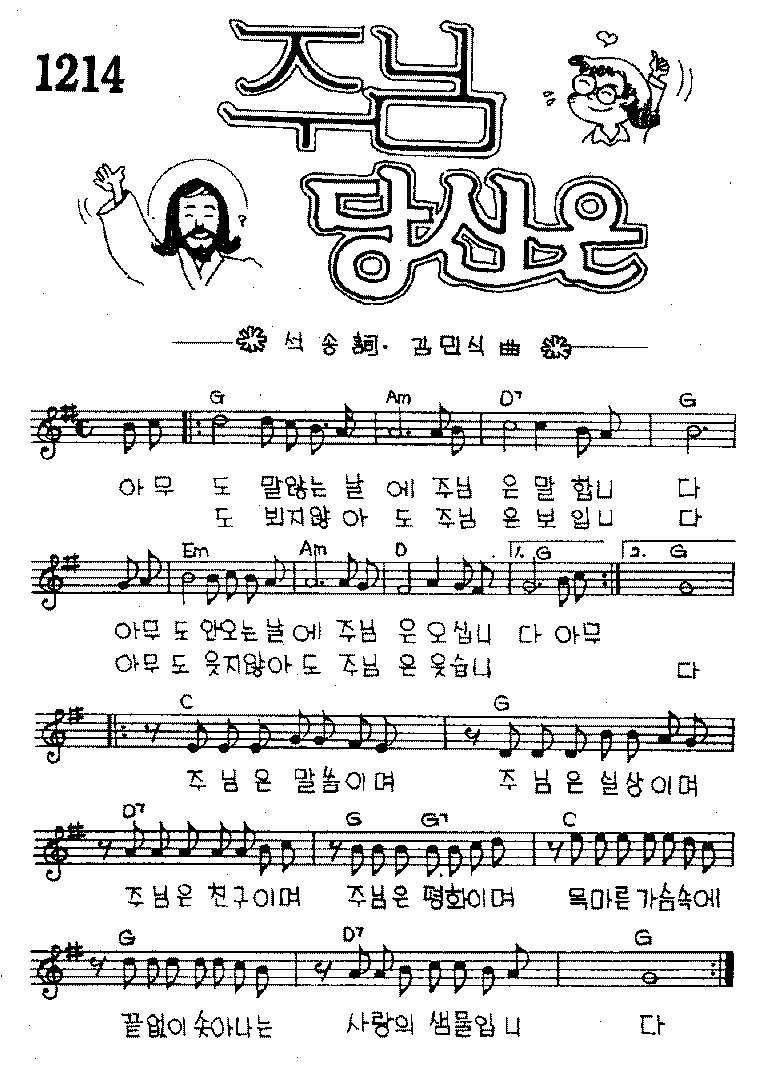 1214
주님
당신은
석송 詞. 김민식 曲
G Am D7 G
아무 도 말않는 날 에 주님 은 말 합니 다
도 뵈지않 아 도 주님 은 보 입니 다
Em Am D 1. G 2. G
아무 도 안오는 날 에 주님 은 오십니 다 아무
아무 도 웃지않아 도 주님 은 웃습니 다
C G
주 님 은 말씀이며 주 님 은 실상이며
D7 G G7 C
주 님은 친구이며 주님은 평화이며 목마른 가슴속에
G D7 G
끝없이 솟아나는 사랑의 샘물입니 다